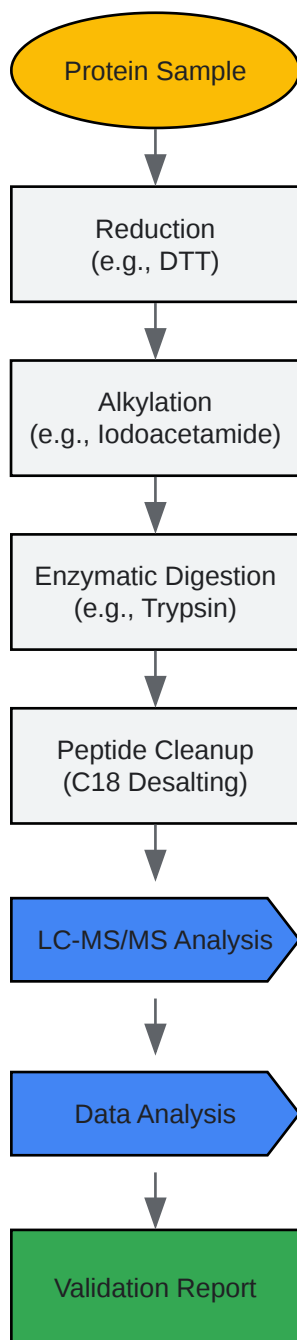 Protein Sample
Reduction
(e.g., DTT)
Alkylation
(e.g., Iodoacetamide)
Enzymatic Digestion
(e.g., Trypsin)
Peptide Cleanup
(C18 Desalting)
LC-MS/MS Analysis
Data Analysis
Validation Report